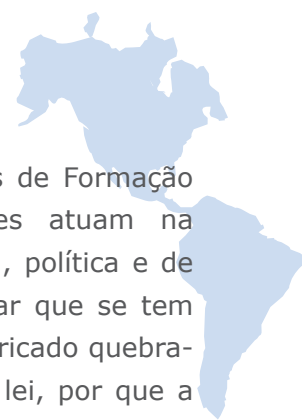 s de Formação
es atuam na
, política e de
ar que se tem
ricado quebra-
lei, por que a